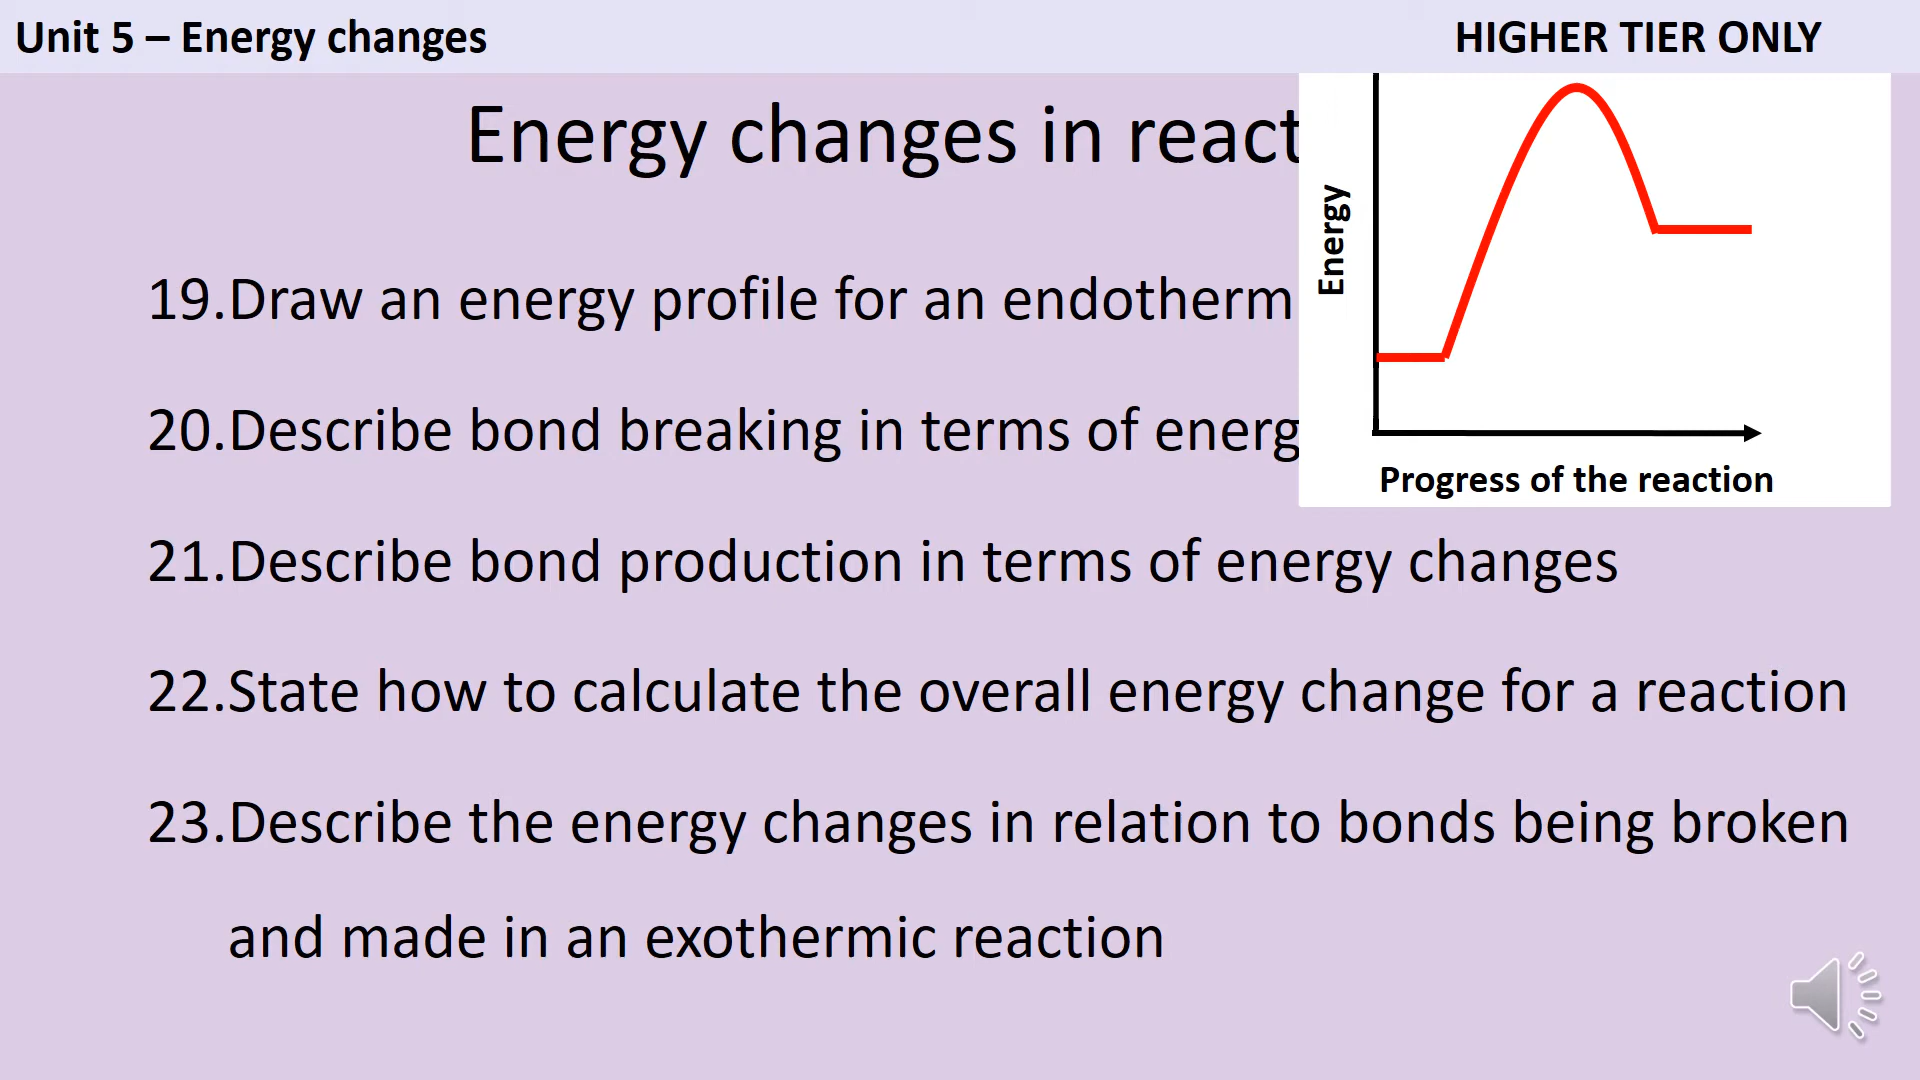 Unit 5 – Energy changes
HIGHER TIER ONLY
Energy changes in react
19.Draw an energy profile for an endotherm
20.Describe bond breaking in terms of energ
21.Describe bond production in terms of energy changes
22.State how to calculate the overall energy change for a reaction
23.Describe the energy changes in relation to bonds being broken
and made in an exothermic reaction
Energy
Progress of the reaction